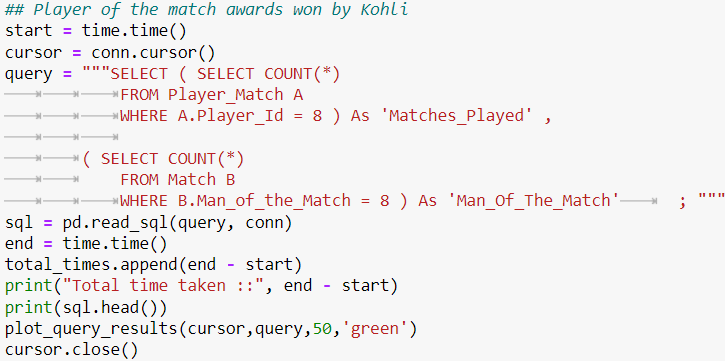 ## Player of the match awards won by Kohli
start = time.time()
cursor = conn.cursor()
query = """SELECT ( SELECT COUNT(*)
FROM Player_Match A
WHERE A.Player_Id = 8 ) As 'Matches_Played' ,
( SELECT COUNT(*)
FROM Match B
WHERE B.Man_of_the_Match = 8 ) As 'Man_Of_The_Match' ; """
sql = pd.read_sql(query, conn)
end = time.time()
total_times.append(end - start)
print("Total time taken ::", end - start)
print(sql.head())
plot_query_results(cursor,query,50,'green')
cursor.close()